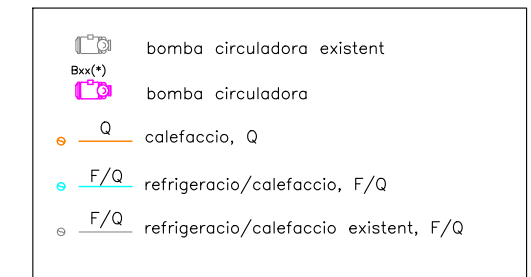 bomba circuladora existent
Bxx(*)
bomba circuladora
Q calefaccio, Q
F/Q refrigeracio/calefaccio, F/Q
F/Q refrigeracio/calefaccio existent, F/Q